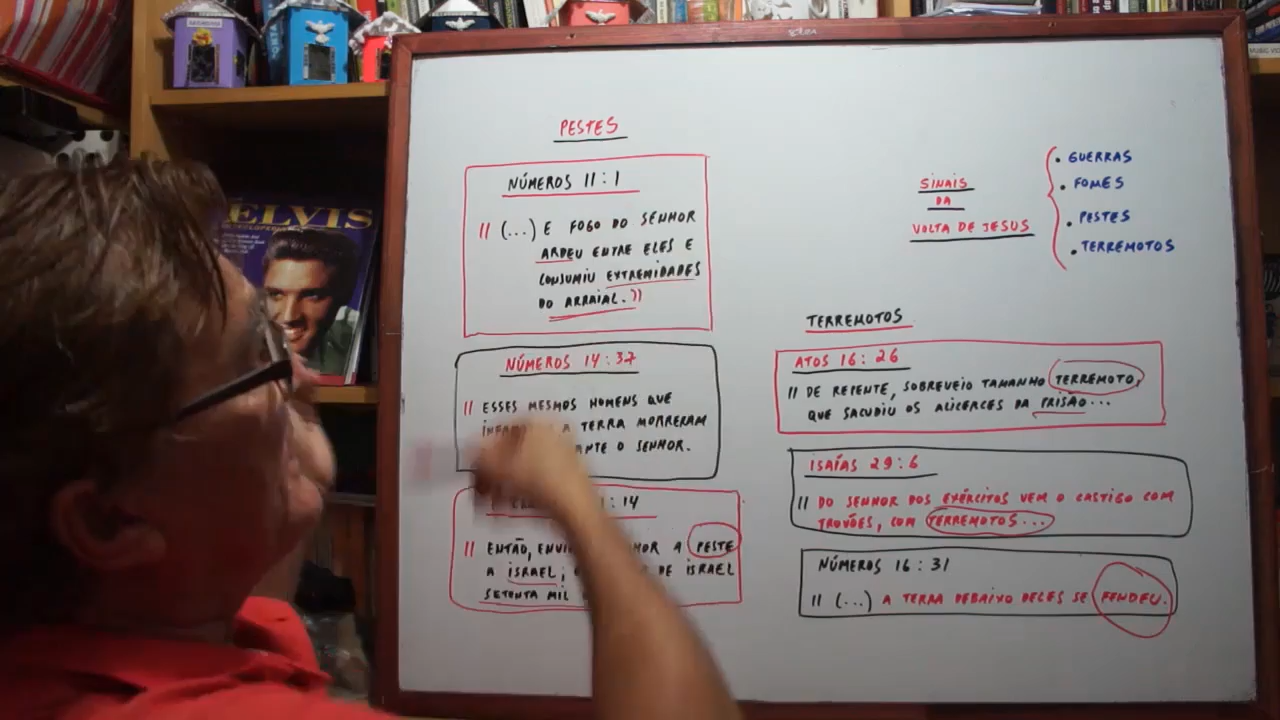 ELVIS
PESTES
NÚMEROS 11:1
" (...) E FOGO DO SENHOR
ARDEU ENTRE ELES E
CONSUMIU EXTREMIDADES
DO ARRAIAL."
NÚMEROS 14:37
" ESSES MESMOS HOMENS QUE
A TERRA MORRERAM
O SENHOR.
:14
" ENTÃO, A PESTE
A ISRAEL; DE ISRAEL
SETENTA MIL
SINAIS
DA
VOLTA DE JESUS
• GUERRAS
• FOMES
• PESTES
• TERREMOTOS
TERREMOTOS
ATOS 16:26
" DE REPENTE, SOBREVEIO TAMANHO TERREMOTO,
QUE SACUDIU OS ALICERCES DA PRISÃO...
ISAÍAS 29:6
" DO SENHOR DOS EXÉRCITOS VEM O CASTIGO COM
TROVÕES, COM TERREMOTOS...
NÚMEROS 16:31
" (...) A TERRA DEBAIXO DELES SE FENDEU.